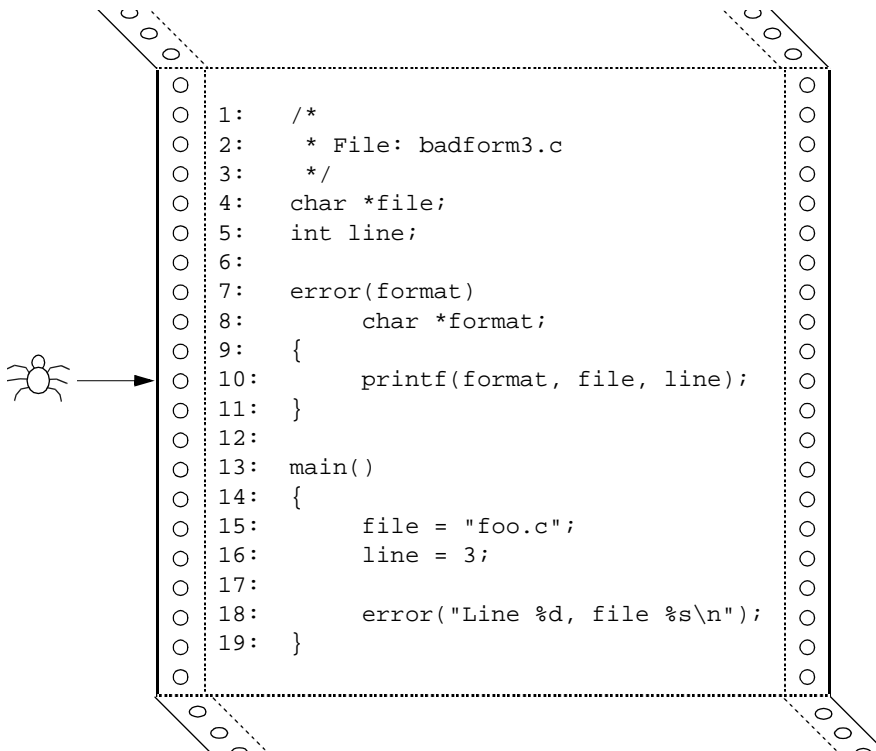 1:    /*
2:     * File: badform3.c
3:     */
4:    char *file;
5:    int line;
6:
7:    error(format)
8:         char *format;
9:    {
10:        printf(format, file, line);
11:   }
12:
13:   main()
14:   {
15:        file = "foo.c";
16:        line = 3;
17:
18:        error("Line %d, file %s\n");
19:   }